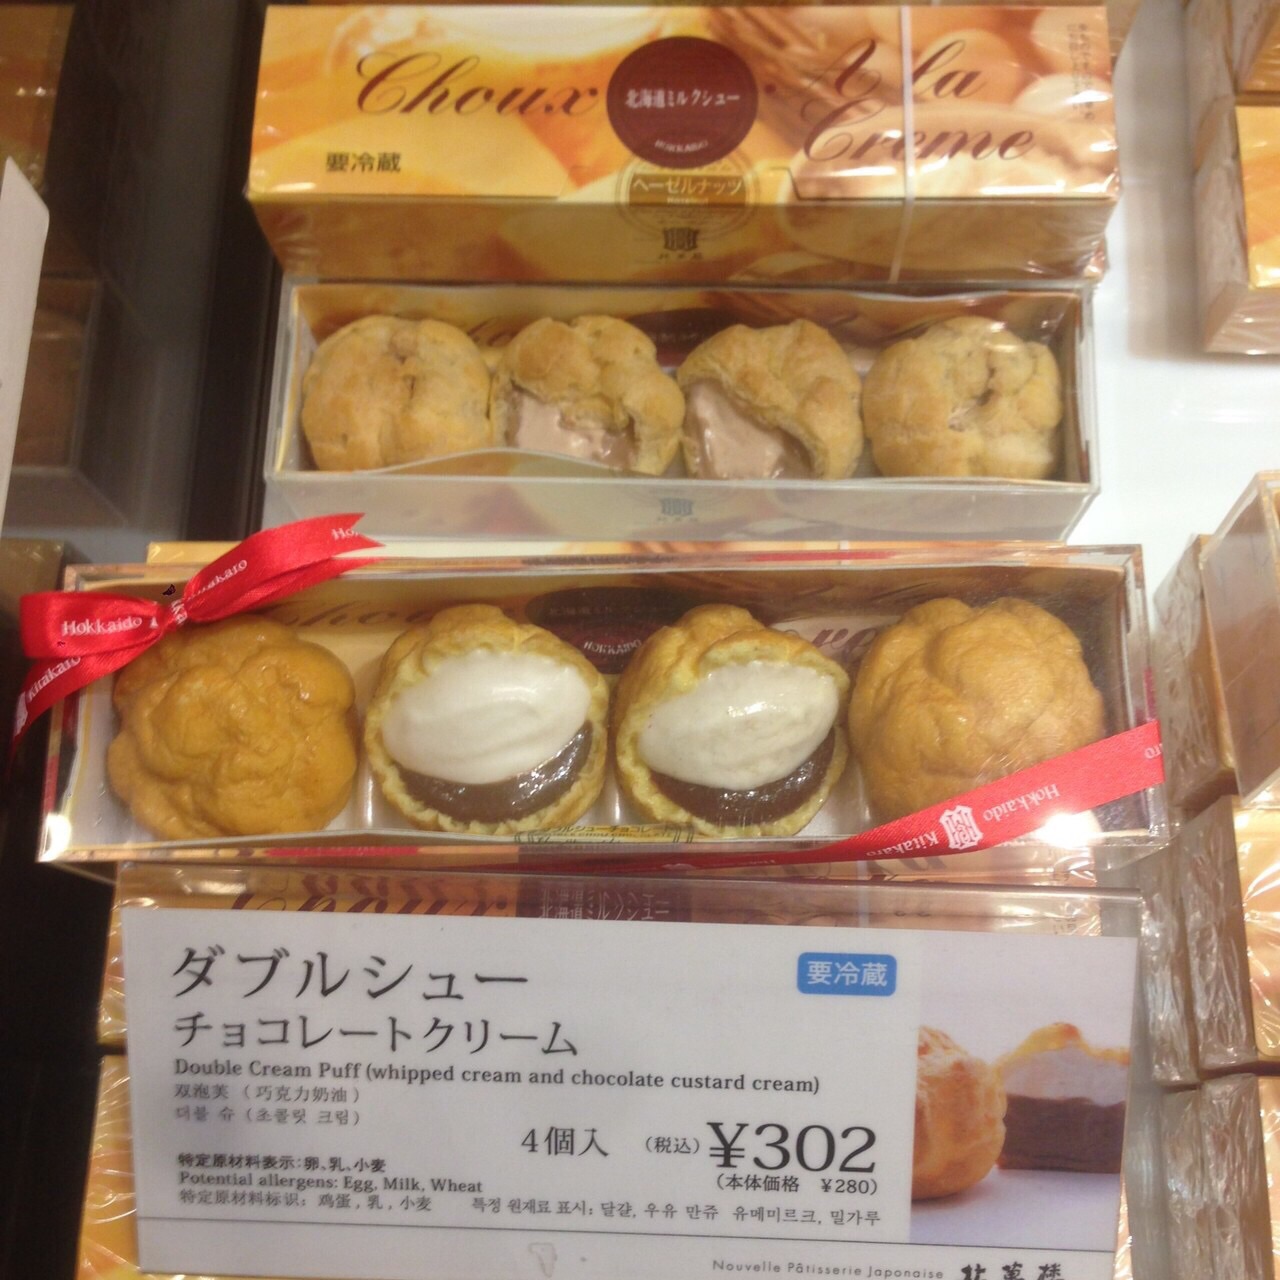 Choux
北海道ミルクシュー
HOKKAIDO
A la
Creme
要冷蔵
ヘーゼルナッツ
Hokkaido
Kitakaro
HOKKAIDO
Hokkaido
Kitakaro
ダブルシュー
要冷蔵
チョコレートクリーム
Double Cream Puff (whipped cream and chocolate custard cream)
双泡芙（巧克力奶油）
더블 슈 (초콜릿 크림)
4個入 (税込) ¥302
(本体価格 ¥280)
特定原材料表示:卵、乳、小麦
Potential allergens: Egg, Milk, Wheat
特定原材料标识: 鸡蛋, 乳, 小麦 특정 원재료 표시; 달걀, 우유 만쥬 유메미르크, 밀가루
Nouvelle Pâtisserie Japonaise 北菓楼